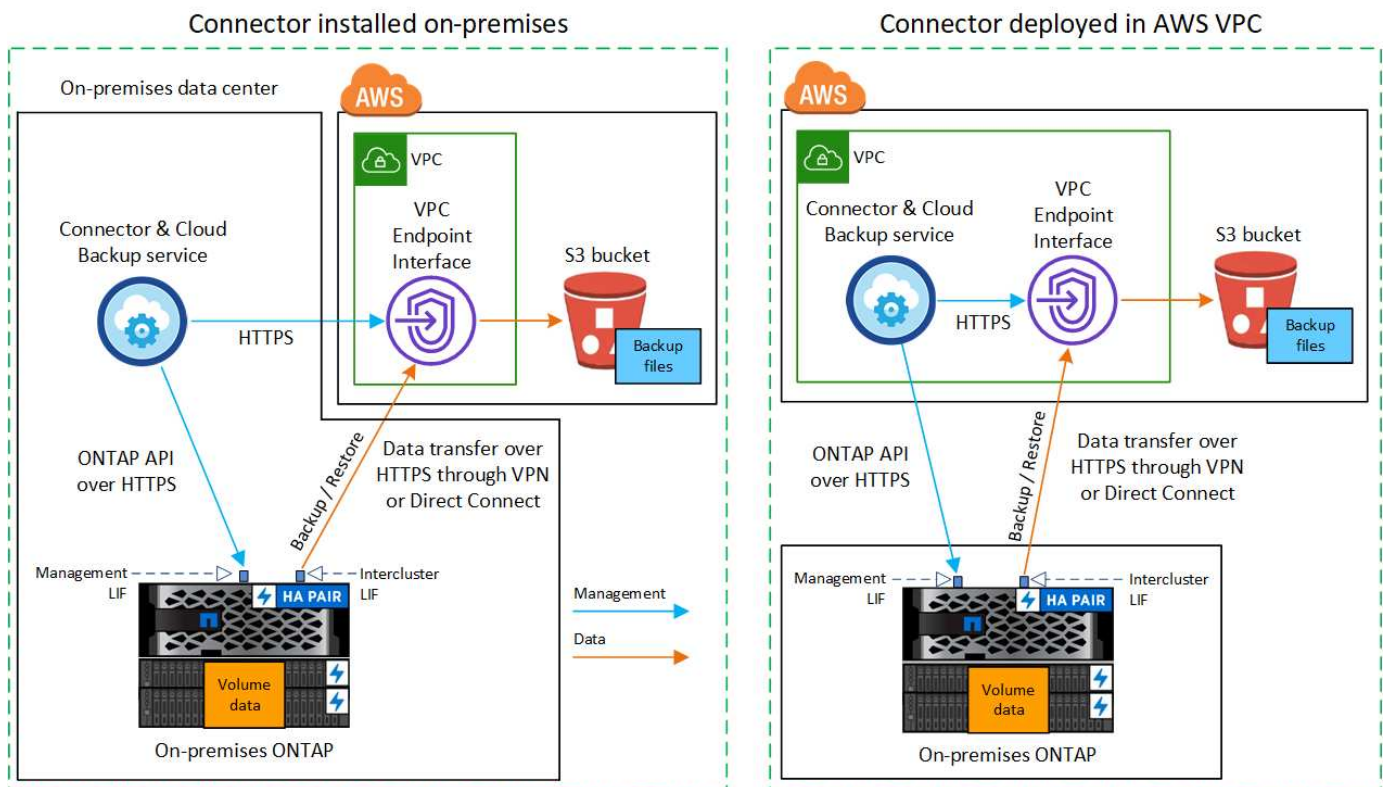 Connector installed on-premises
On-premises data center
AWS
VPC
VPC
Endpoint
Interface
Connector & Cloud
Backup service
S3 bucket
HTTPS
Backup
files
ONTAP API
over HTTPS
Backup / Restore
Data transfer over
HTTPS through VPN
or Direct Connect
Management
LIF
Intercluster
LIF
HA PAIR
Volume
data
On-premises ONTAP
Management
Data
Connector deployed in AWS VPC
AWS
VPC
Connector & Cloud
Backup service
VPC
Endpoint
Interface
S3 bucket
HTTPS
Backup
files
ONTAP API
over HTTPS
Backup / Restore
Data transfer over
HTTPS through VPN
or Direct Connect
Management
LIF
Intercluster
LIF
HA PAIR
Volume
data
On-premises ONTAP